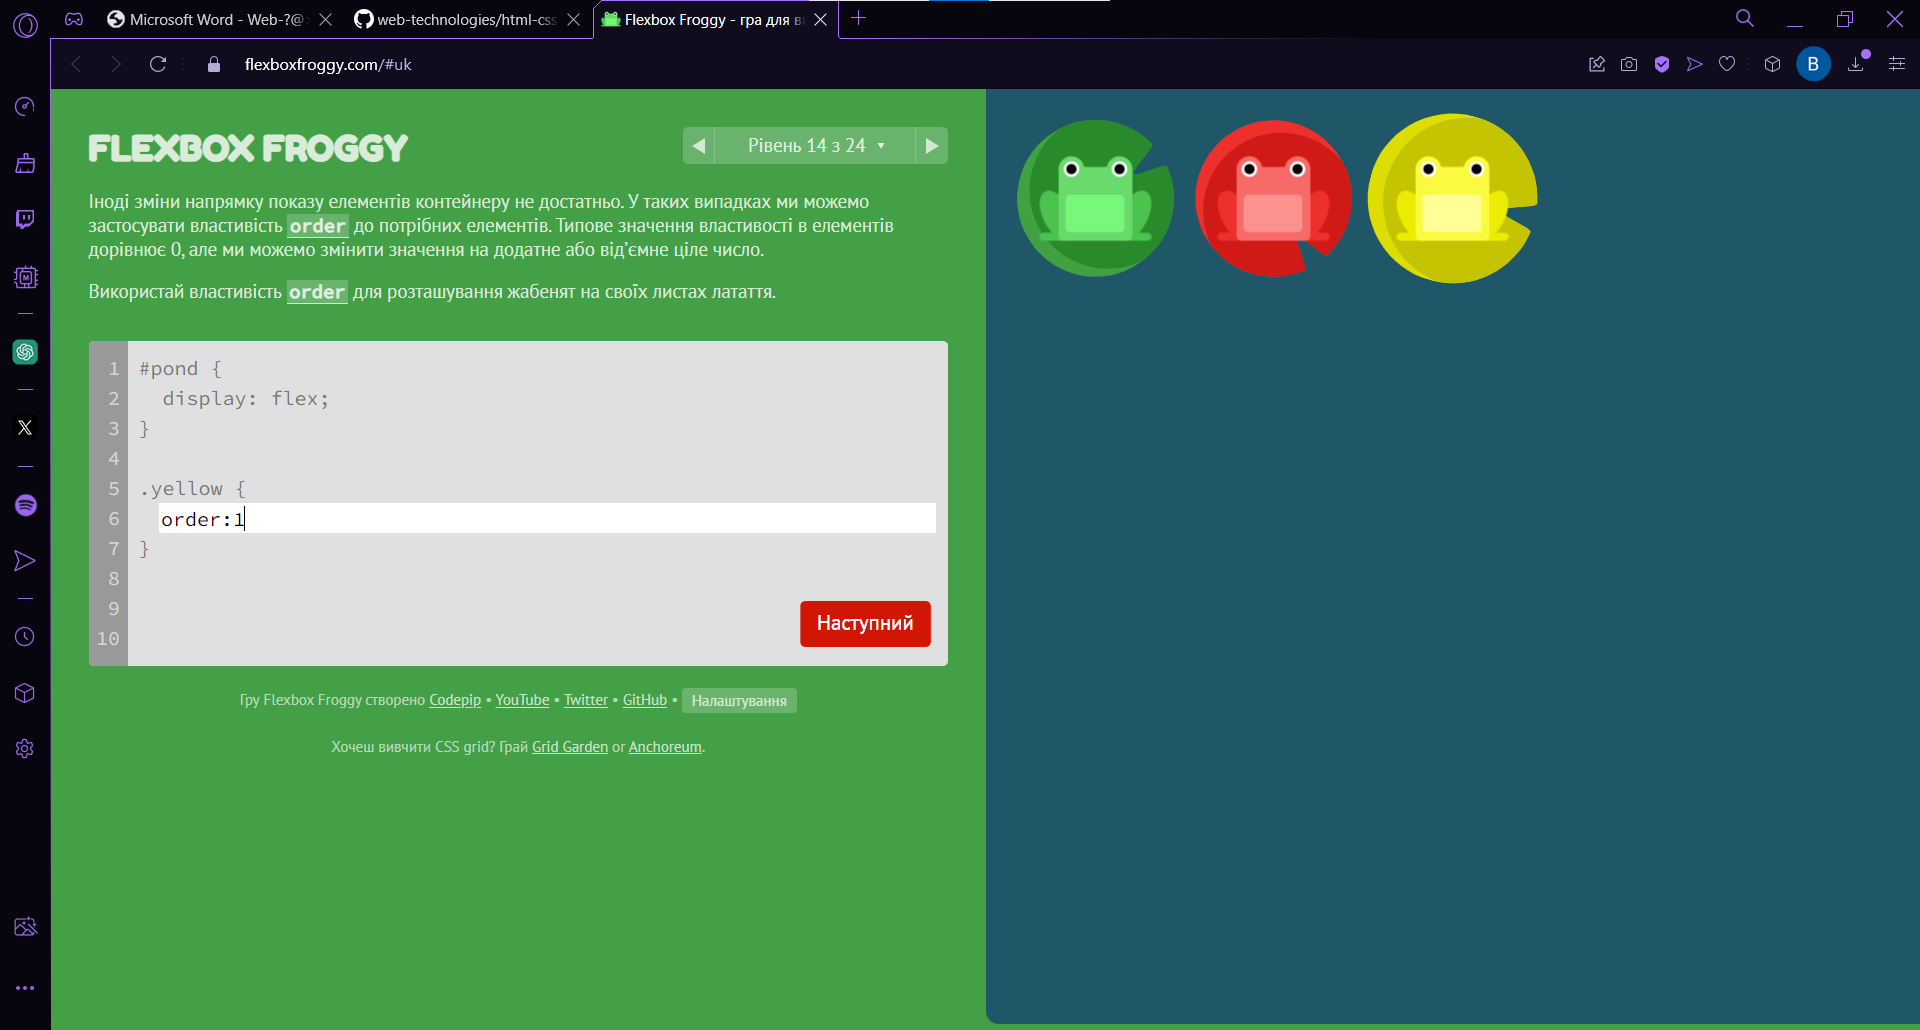 Microsoft Word - Web-?@
web-technologies/html-css
Flexbox Froggy - гра для в
flexboxfroggy.com/#uk
B
FLEXBOX FROGGY
Рівень 14 з 24
Іноді зміни напрямку показу елементів контейнеру не достатньо. У таких випадках ми можемо
застосувати властивість order до потрібних елементів. Типове значення властивості в елементів
дорівнює 0, але ми можемо змінити значення на додатне або від’ємне ціле число.
Використай властивість order для розташування жабенят на своїх листах латаття.
1 #pond {
2 display: flex;
3 }
4
5 .yellow {
6 order:1
7 }
8
9
10
Наступний
Гру Flexbox Froggy створено Codepip • YouTube • Twitter • GitHub • Налаштування
Хочеш вивчити CSS grid? Грай Grid Garden or Anchoreum.